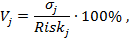 V_j = σ_j / Risk_j · 100% ,